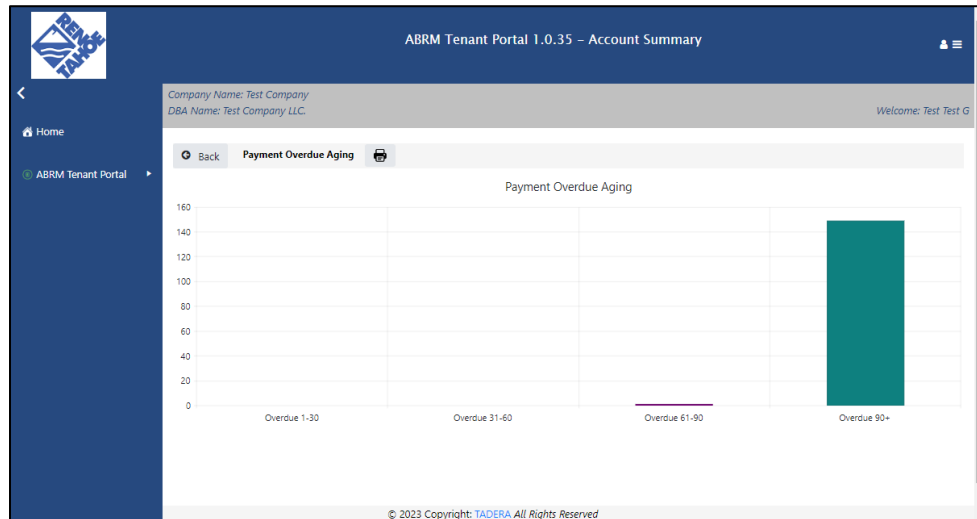 RENO
TAHOE
ABRM Tenant Portal 1.0.35 – Account Summary
Company Name: Test Company
DBA Name: Test Company LLC.
Welcome: Test Test G
Home
ABRM Tenant Portal
Back Payment Overdue Aging
Payment Overdue Aging
160
140
120
100
80
60
40
20
0
Overdue 1-30 Overdue 31-60 Overdue 61-90 Overdue 90+
© 2023 Copyright: TADERA All Rights Reserved